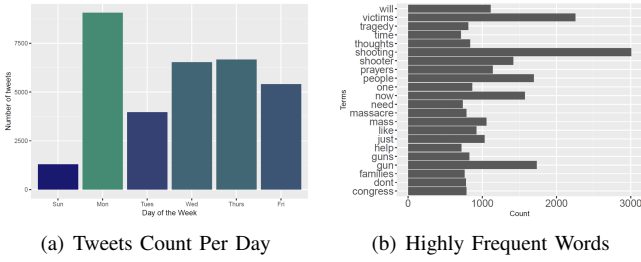 7500
5000
2500
0
Number of tweets
Sun Mon Tues Wed Thurs Fri
Day of the Week
(a) Tweets Count Per Day
will
victims
tragedy
time
thoughts
shooting
shooter
prayers
people
one
now
need
massacre
mass
like
just
help
guns
gun
families
dont
congress
Terms
0 1000 2000 3000
Count
(b) Highly Frequent Words